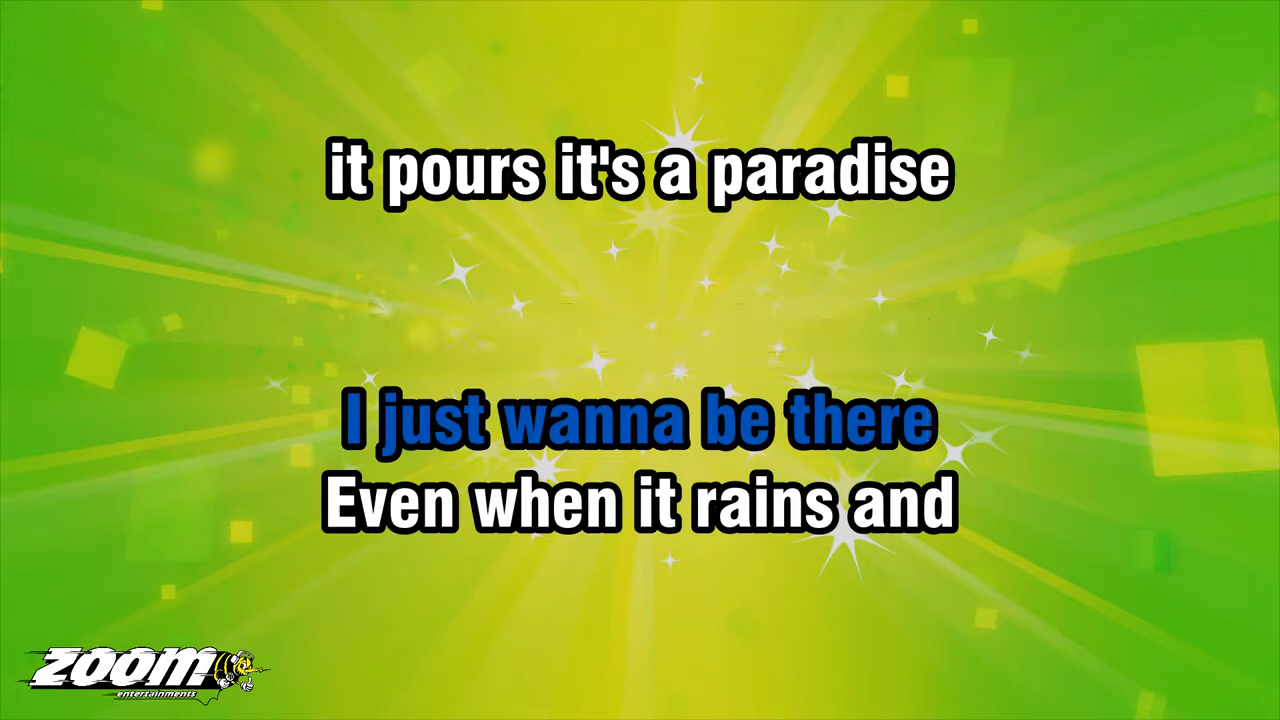 it pours it's a paradise
I just wanna be there
Even when it rains and
ZOOM
entertainments